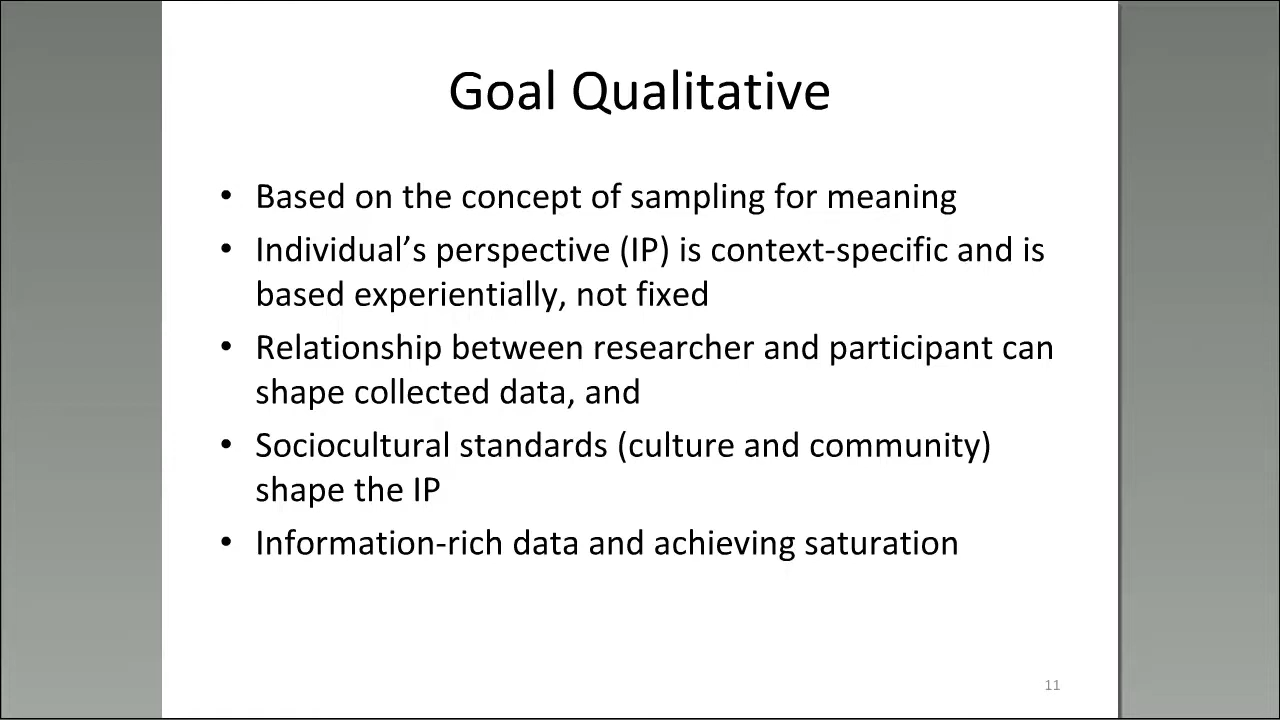 Goal Qualitative
• Based on the concept of sampling for meaning
• Individual’s perspective (IP) is context-specific and is
based experientially, not fixed
• Relationship between researcher and participant can
shape collected data, and
• Sociocultural standards (culture and community)
shape the IP
• Information-rich data and achieving saturation
11